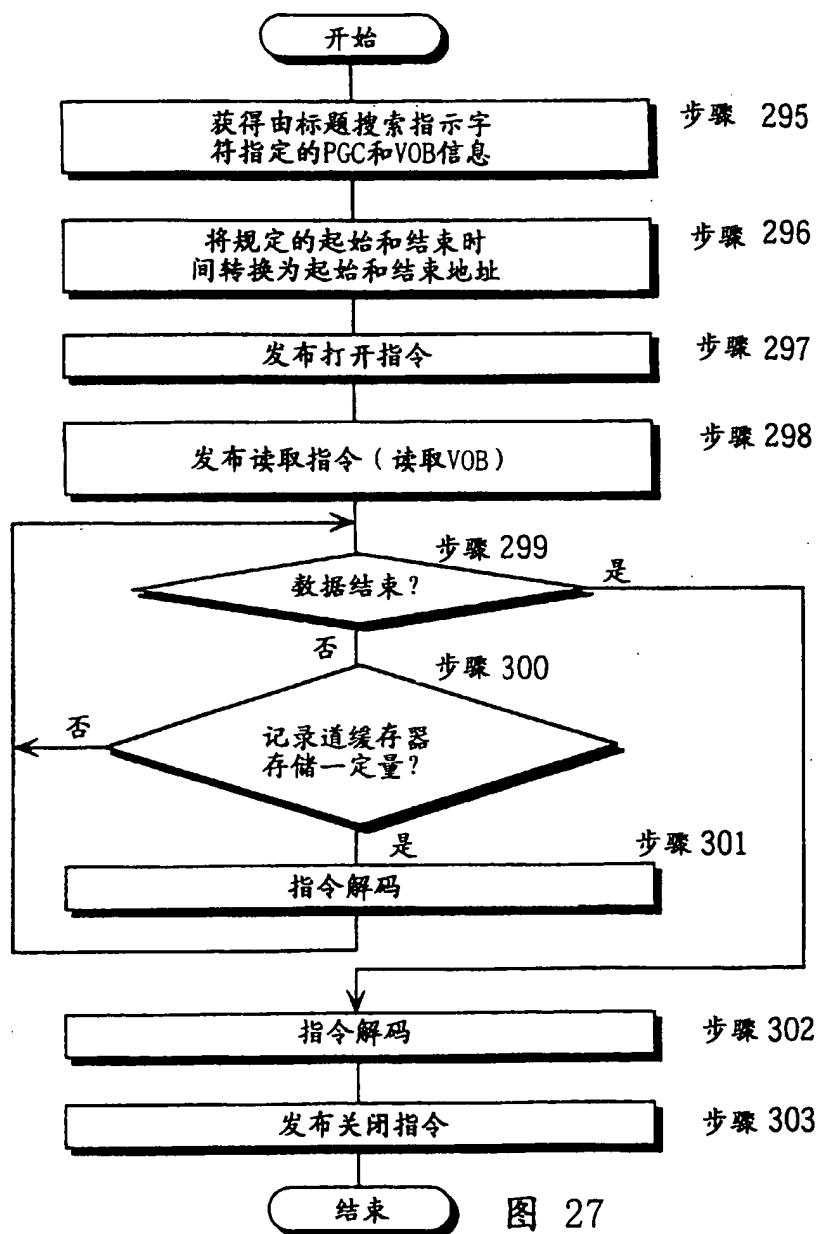 开始
获得由标题搜索指示字
符指定的PGC和VOB信息
步骤 295
将规定的起始和结束时
间转换为起始和结束地址
步骤 296
发布打开指令
步骤 297
发布读取指令（读取VOB）
步骤 298
步骤 299
数据结束？
是
否
步骤 300
否
记录道缓存器
存储一定量？
是
步骤 301
指令解码
指令解码
步骤 302
发布关闭指令
步骤 303
结束
图 27